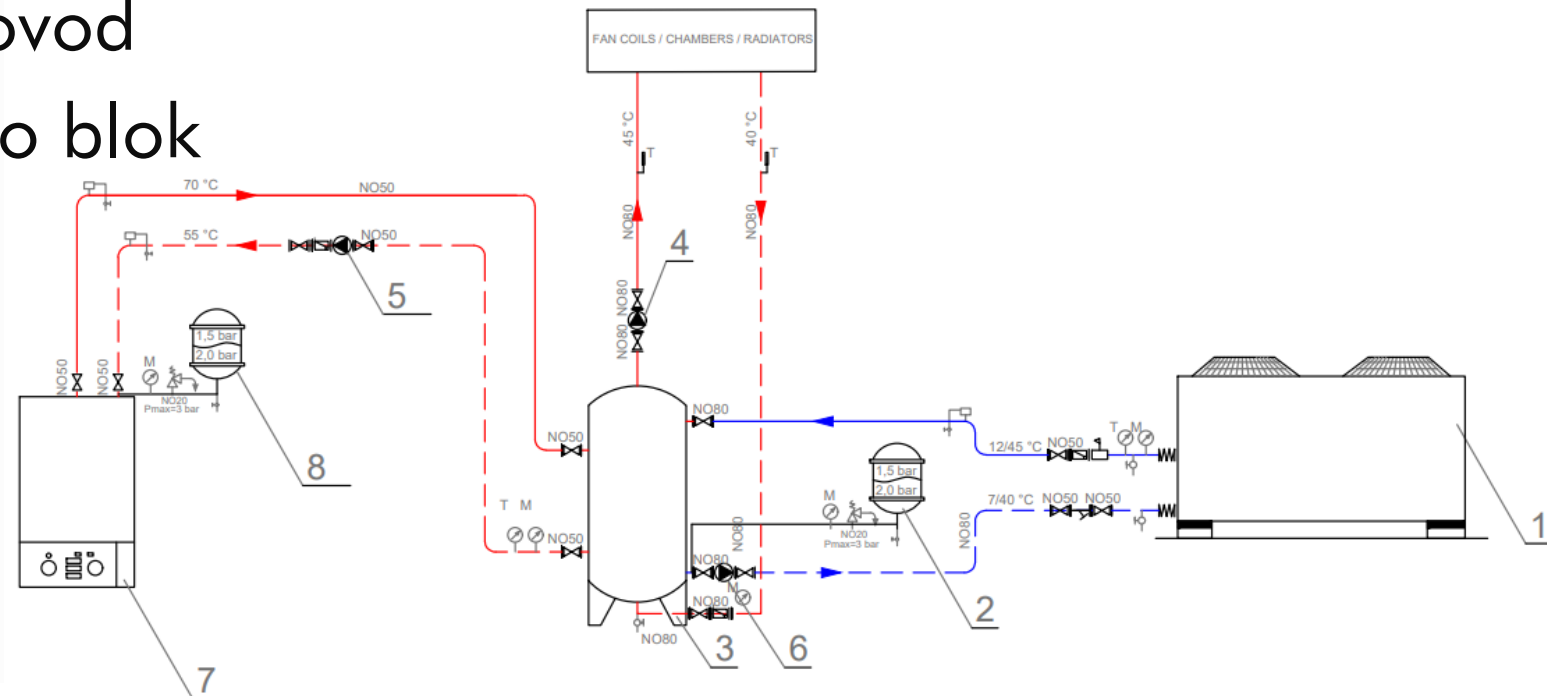 ovod
o blok
FAN COILS / CHAMBERS / RADIATORS
45 °C
40 °C
T
T
70 °C
NO50
55 °C
NO50
NO80
NO80
4
5
NO80
NO80
1,5 bar
2,0 bar
M
NO50
NO50
NO20
Pmax=3 bar
8
NO80
NO50
12/45 °C
NO50
T
M
1,5 bar
2,0 bar
M
7/40 °C
NO50
NO50
T
M
NO20
Pmax=3 bar
NO80
NO80
1
NO50
NO80
M
2
NO80
NO80
3
6
7